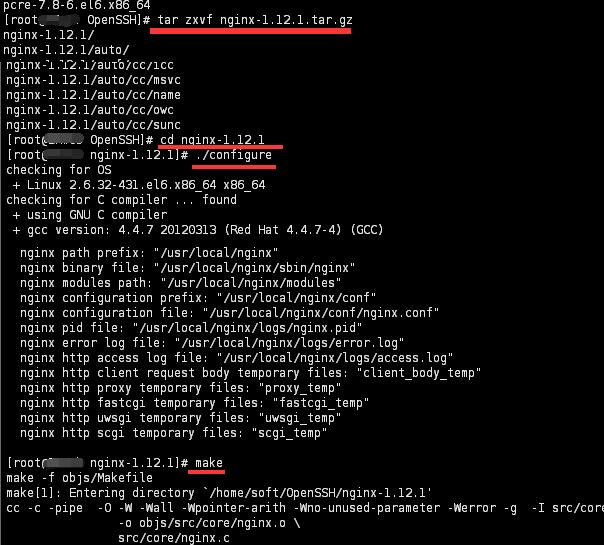 pcre-7.8-6.el6.x86_64
[root@ OpenSSH]# tar zxvf nginx-1.12.1.tar.gz
nginx-1.12.1/
nginx-1.12.1/auto/
nginx-1.12.1/auto/cc/icc
nginx-1.12.1/auto/cc/msvc
nginx-1.12.1/auto/cc/name
nginx-1.12.1/auto/cc/owc
nginx-1.12.1/auto/cc/sunc
[root@ OpenSSH]# cd nginx-1.12.1
[root@ nginx-1.12.1]# ./configure
checking for OS
+ Linux 2.6.32-431.el6.x86_64 x86_64
checking for C compiler ... found
+ using GNU C compiler
+ gcc version: 4.4.7 20120313 (Red Hat 4.4.7-4) (GCC)
nginx path prefix: "/usr/local/nginx"
nginx binary file: "/usr/local/nginx/sbin/nginx"
nginx modules path: "/usr/local/nginx/modules"
nginx configuration prefix: "/usr/local/nginx/conf"
nginx configuration file: "/usr/local/nginx/conf/nginx.conf"
nginx pid file: "/usr/local/nginx/logs/nginx.pid"
nginx error log file: "/usr/local/nginx/logs/error.log"
nginx http access log file: "/usr/local/nginx/logs/access.log"
nginx http client request body temporary files: "client_body_temp"
nginx http proxy temporary files: "proxy_temp"
nginx http fastcgi temporary files: "fastcgi_temp"
nginx http uwsgi temporary files: "uwsgi_temp"
nginx http scgi temporary files: "scgi_temp"
[root@ nginx-1.12.1]# make
make -f objs/Makefile
make[1]: Entering directory `/home/soft/OpenSSH/nginx-1.12.1'
cc -c -pipe -O -W -Wall -Wpointer-arith -Wno-unused-parameter -Werror -g -I src/core
-o objs/src/core/nginx.o \
src/core/nginx.c